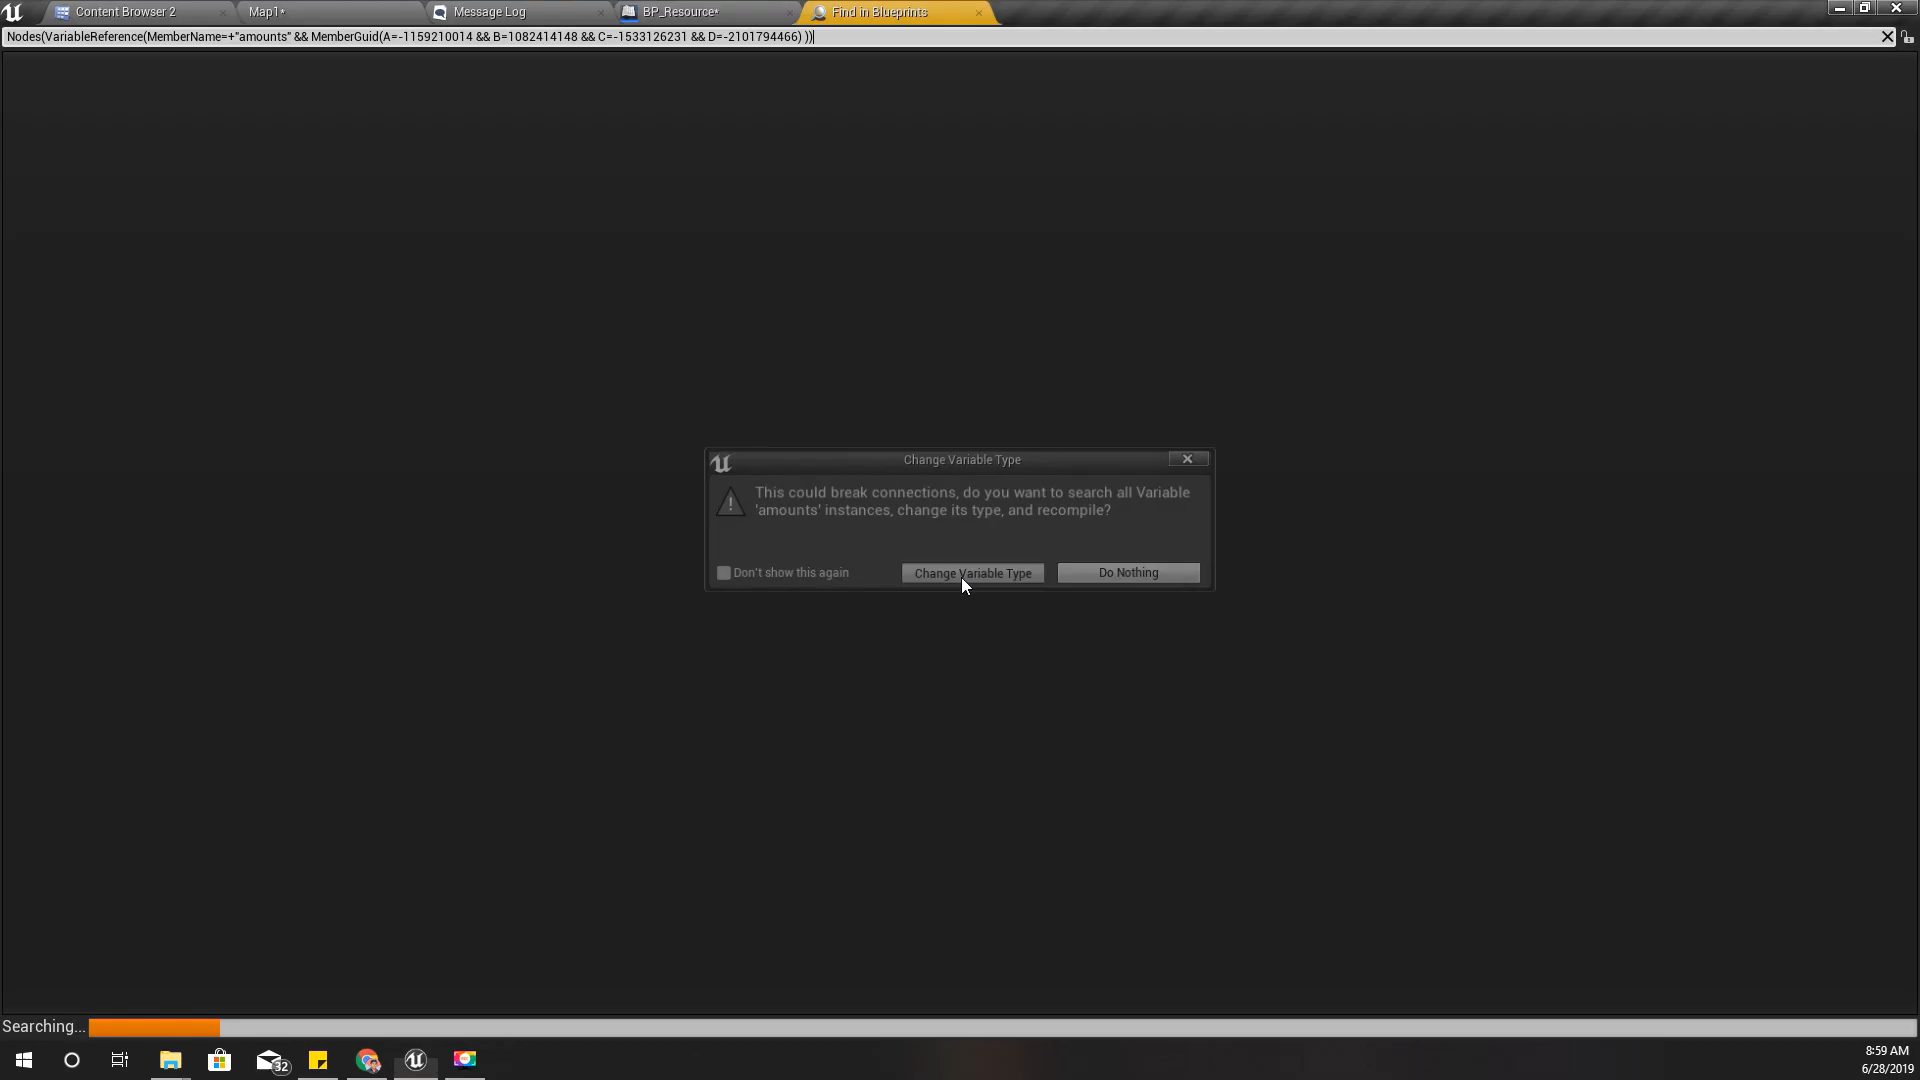 Content Browser 2
Map1*
Message Log
BP_Resource*
Find in Blueprints
Nodes(VariableReference(MemberName=+"amounts" && MemberGuid(A=-1159210014 && B=1082414148 && C=-1533126231 && D=-2101794466) ))
Change Variable Type
This could break connections, do you want to search all Variable
'amounts' instances, change its type, and recompile?
Don't show this again
Change Variable Type
Do Nothing
Searching...
32
8:59 AM
6/28/2019